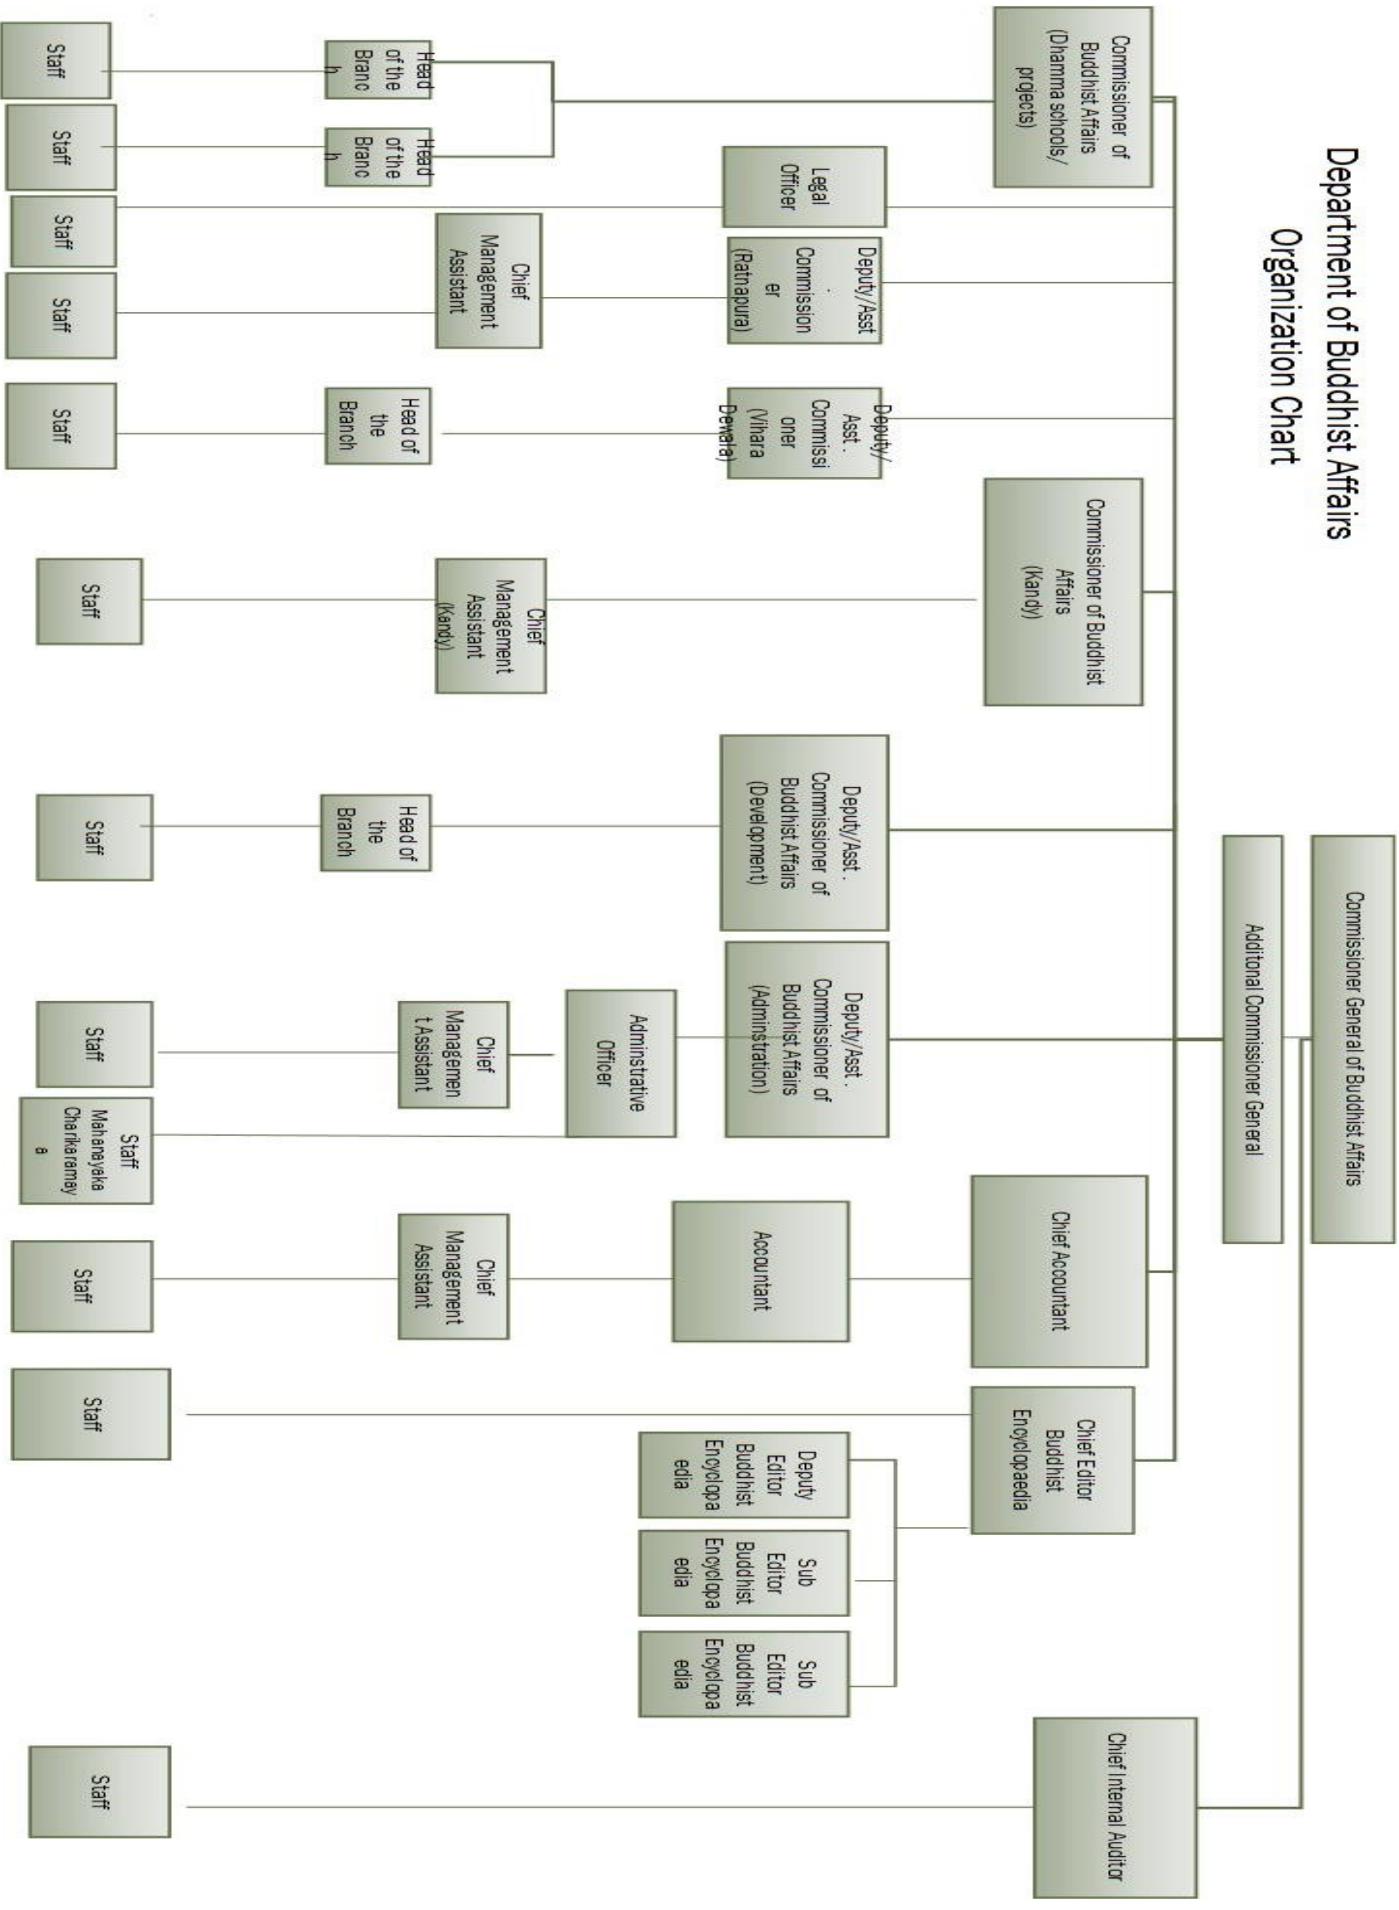 Department of Buddhist Affairs
Organization Chart
Commissioner General of Buddhist Affairs
Additonal Commissioner General
Commissioner of
Buddhist Affairs
(Dhamma schools/
projects)
Commissioner of Buddhist
Affairs
(Kandy)
Chief Accountant
Chief Editor
Buddhist
Encyclopaedia
Chief Internal Auditor
Legal
Officer
Deputy/Asst
.
Commission
er
(Ratnapura)
Deputy/
Asst .
Commissi
oner
(Vihara
Dewala)
Deputy/Asst .
Commissioner of
Buddhist Affairs
(Development)
Deputy/Asst .
Commissioner of
Buddhist Affairs
(Adminstration)
Accountant
Deputy
Editor
Buddhist
Encyclopa
edia
Sub
Editor
Buddhist
Encyclopa
edia
Sub
Editor
Buddhist
Encyclopa
edia
Adminstrative
Officer
Chief
Management
Assistant
Chief
Management
Assistant
(Kandy)
Chief
Managemen
t Assistant
Chief
Management
Assistant
Head
of the
Branc
h
Head
of the
Branc
h
Head of
the
Branch
Head of
the
Branch
Staff
Staff
Staff
Staff
Staff
Staff
Staff
Staff
Staff
Mahanayaka
Charikaramay
a
Staff
Staff
Staff